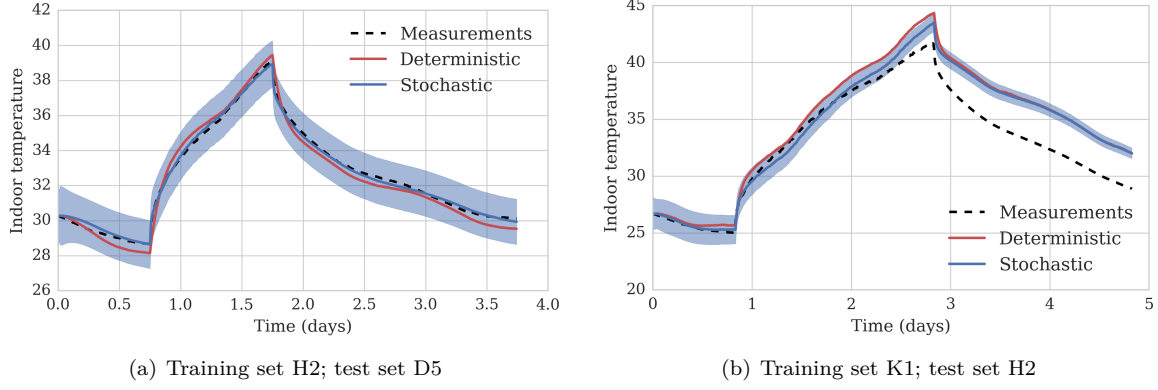 42
40
38
36
34
32
30
28
26
Indoor temperature
Measurements
Deterministic
Stochastic
0.0 0.5 1.0 1.5 2.0 2.5 3.0 3.5 4.0
Time (days)
(a) Training set H2; test set D5
45
40
35
30
25
20
Indoor temperature
Measurements
Deterministic
Stochastic
0 1 2 3 4 5
Time (days)
(b) Training set K1; test set H2